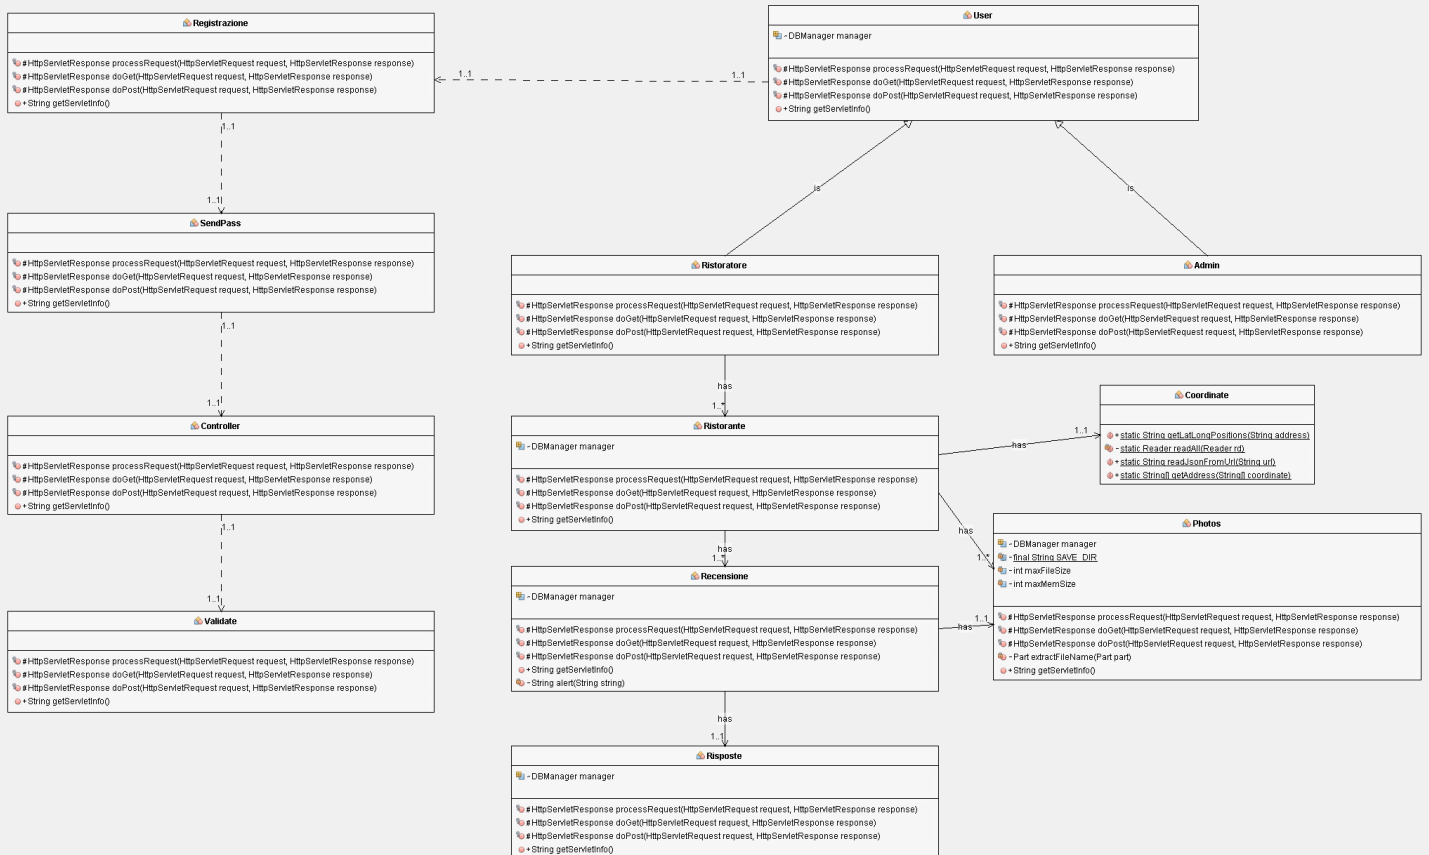 Registrazione
#HttpServletResponse processRequest(HttpServletRequest request, HttpServletResponse response)
#HttpServletResponse doGet(HttpServletRequest request, HttpServletResponse response)
#HttpServletResponse doPost(HttpServletRequest request, HttpServletResponse response)
+String getServletInfo()
User
~DBManager manager
#HttpServletResponse processRequest(HttpServletRequest request, HttpServletResponse response)
#HttpServletResponse doGet(HttpServletRequest request, HttpServletResponse response)
#HttpServletResponse doPost(HttpServletRequest request, HttpServletResponse response)
+String getServletInfo()
1..1
1..1
1..1
1..1
is
is
SendPass
#HttpServletResponse processRequest(HttpServletRequest request, HttpServletResponse response)
#HttpServletResponse doGet(HttpServletRequest request, HttpServletResponse response)
#HttpServletResponse doPost(HttpServletRequest request, HttpServletResponse response)
+String getServletInfo()
1..1
1..1
Ristoratore
#HttpServletResponse processRequest(HttpServletRequest request, HttpServletResponse response)
#HttpServletResponse doGet(HttpServletRequest request, HttpServletResponse response)
#HttpServletResponse doPost(HttpServletRequest request, HttpServletResponse response)
+String getServletInfo()
Admin
#HttpServletResponse processRequest(HttpServletRequest request, HttpServletResponse response)
#HttpServletResponse doGet(HttpServletRequest request, HttpServletResponse response)
#HttpServletResponse doPost(HttpServletRequest request, HttpServletResponse response)
+String getServletInfo()
has
1..*
Controller
#HttpServletResponse processRequest(HttpServletRequest request, HttpServletResponse response)
#HttpServletResponse doGet(HttpServletRequest request, HttpServletResponse response)
#HttpServletResponse doPost(HttpServletRequest request, HttpServletResponse response)
+String getServletInfo()
1..1
1..1
Ristorante
~DBManager manager
#HttpServletResponse processRequest(HttpServletRequest request, HttpServletResponse response)
#HttpServletResponse doGet(HttpServletRequest request, HttpServletResponse response)
#HttpServletResponse doPost(HttpServletRequest request, HttpServletResponse response)
+String getServletInfo()
has
1..1
Coordinate
+static String getLatLongPositions(String address)
-static Reader readAll(Reader rd)
+static String readJsonFromUrl(String url)
+static String[] getAddress(String[] coordinate)
has
1..*
has
1..*
Photos
~DBManager manager
-final String SAVE_DIR
-int maxFileSize
-int maxMemSize
#HttpServletResponse processRequest(HttpServletRequest request, HttpServletResponse response)
#HttpServletResponse doGet(HttpServletRequest request, HttpServletResponse response)
#HttpServletResponse doPost(HttpServletRequest request, HttpServletResponse response)
-Part extractFileName(Part part)
+String getServletInfo()
Recensione
~DBManager manager
#HttpServletResponse processRequest(HttpServletRequest request, HttpServletResponse response)
#HttpServletResponse doGet(HttpServletRequest request, HttpServletResponse response)
#HttpServletResponse doPost(HttpServletRequest request, HttpServletResponse response)
+String getServletInfo()
-String alert(String string)
has
1..1
Validate
#HttpServletResponse processRequest(HttpServletRequest request, HttpServletResponse response)
#HttpServletResponse doGet(HttpServletRequest request, HttpServletResponse response)
#HttpServletResponse doPost(HttpServletRequest request, HttpServletResponse response)
+String getServletInfo()
has
1..1
Risposte
~DBManager manager
#HttpServletResponse processRequest(HttpServletRequest request, HttpServletResponse response)
#HttpServletResponse doGet(HttpServletRequest request, HttpServletResponse response)
#HttpServletResponse doPost(HttpServletRequest request, HttpServletResponse response)
+String getServletInfo()